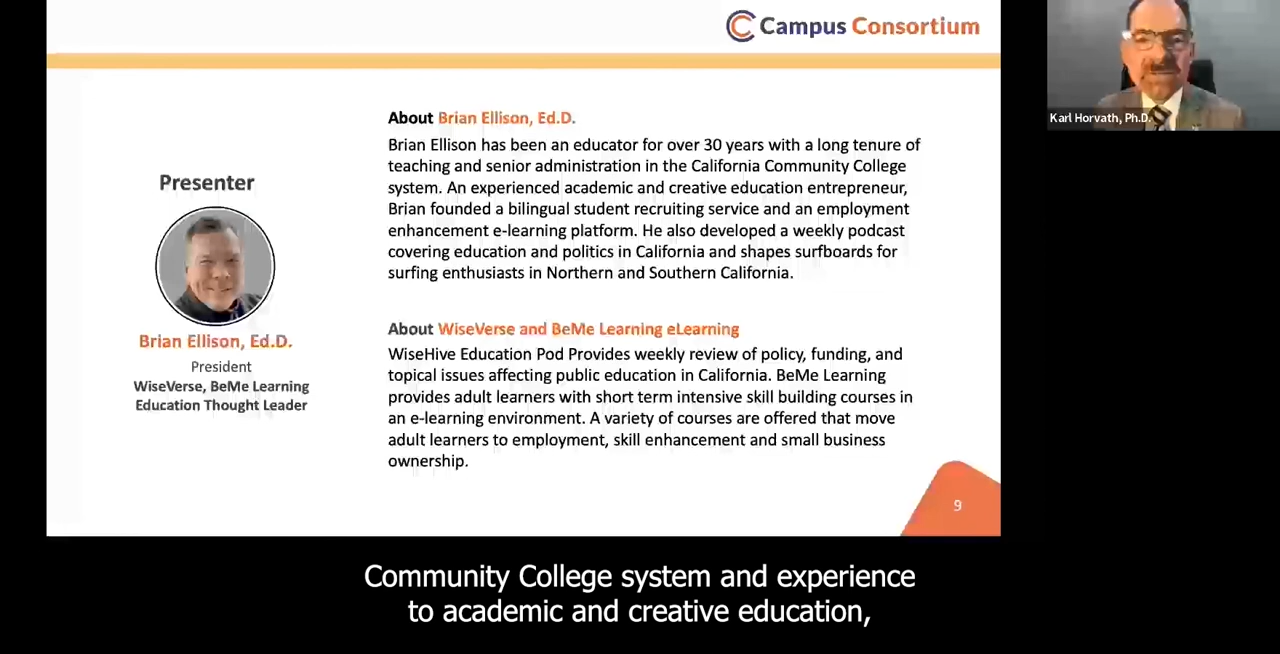 Campus Consortium
Karl Horvath, Ph.D.
Presenter
Brian Ellison, Ed.D.
President
WiseVerse, BeMe Learning
Education Thought Leader
About Brian Ellison, Ed.D.
Brian Ellison has been an educator for over 30 years with a long tenure of
teaching and senior administration in the California Community College
system. An experienced academic and creative education entrepreneur,
Brian founded a bilingual student recruiting service and an employment
enhancement e-learning platform. He also developed a weekly podcast
covering education and politics in California and shapes surfboards for
surfing enthusiasts in Northern and Southern California.
About WiseVerse and BeMe Learning eLearning
WiseHive Education Pod Provides weekly review of policy, funding, and
topical issues affecting public education in California. BeMe Learning
provides adult learners with short term intensive skill building courses in
an e-learning environment. A variety of courses are offered that move
adult learners to employment, skill enhancement and small business
ownership.
9
Community College system and experience
to academic and creative education,